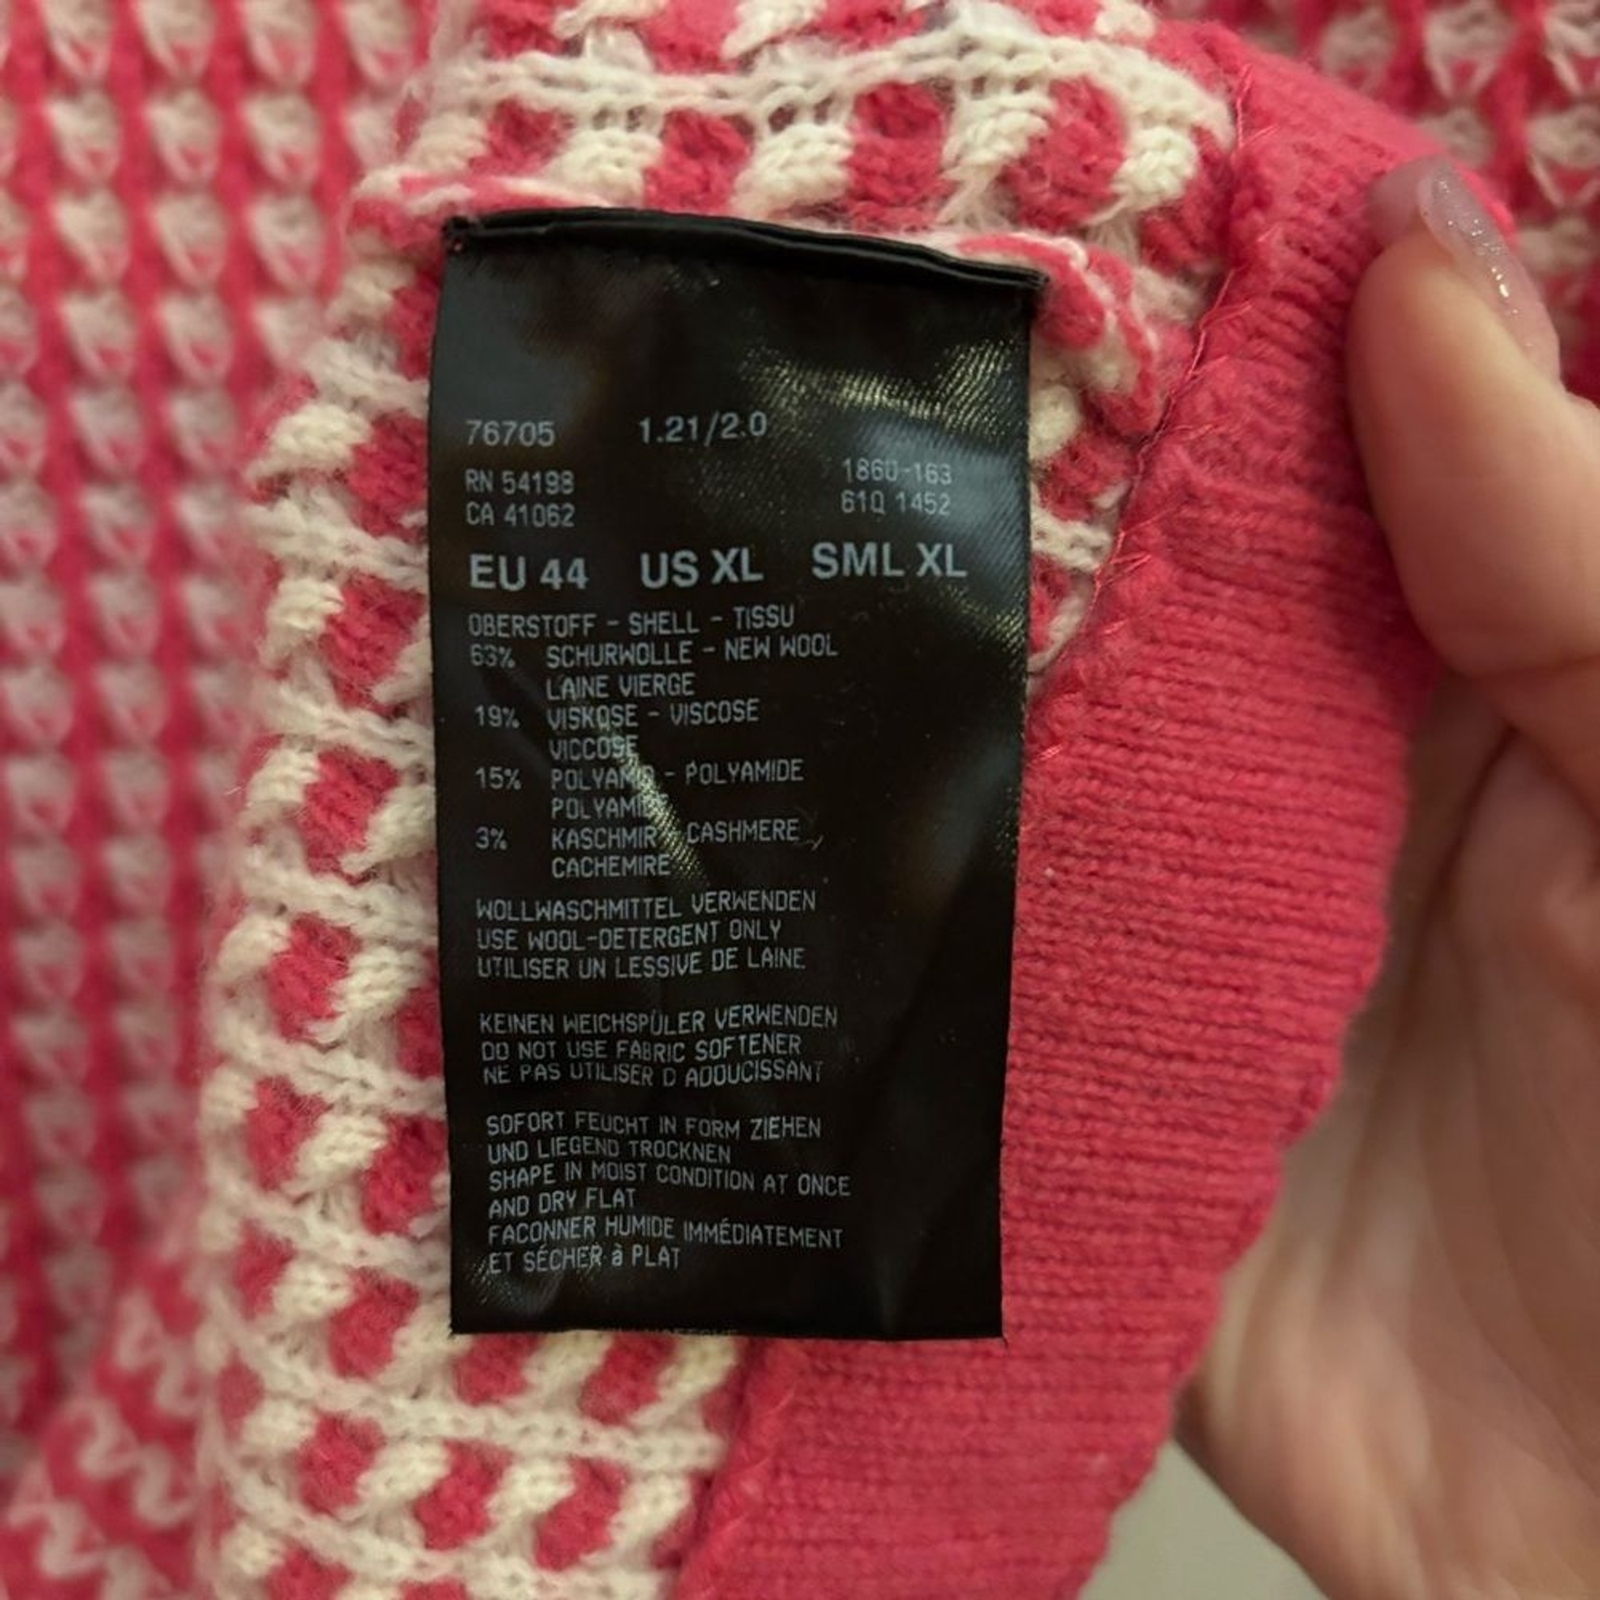 76705 1.21/2.0
RN 54198 1860-163
CA 41062 61Q 1452
EU 44 US XL SML XL
OBERSTOFF - SHELL - TISSU
63% SCHURWOLLE - NEW WOOL
LAINE VIERGE
19% VISKOSE - VISCOSE
VICCOSE
15% POLYAMID - POLYAMIDE
POLYAMID
3% KASCHMIR - CASHMERE
CACHEMIRE
WOLLWASCHMITTEL VERWENDEN
USE WOOL-DETERGENT ONLY
UTILISER UN LESSIVE DE LAINE
KEINEN WEICHSPÜLER VERWENDEN
DO NOT USE FABRIC SOFTENER
NE PAS UTILISER D ADOUCISSANT
SOFORT FEUCHT IN FORM ZIEHEN
UND LIEGEND TROCKNEN
SHAPE IN MOIST CONDITION AT ONCE
AND DRY FLAT
FACONNER HUMIDE IMMÉDIATEMENT
ET SÉCHER à PLAT